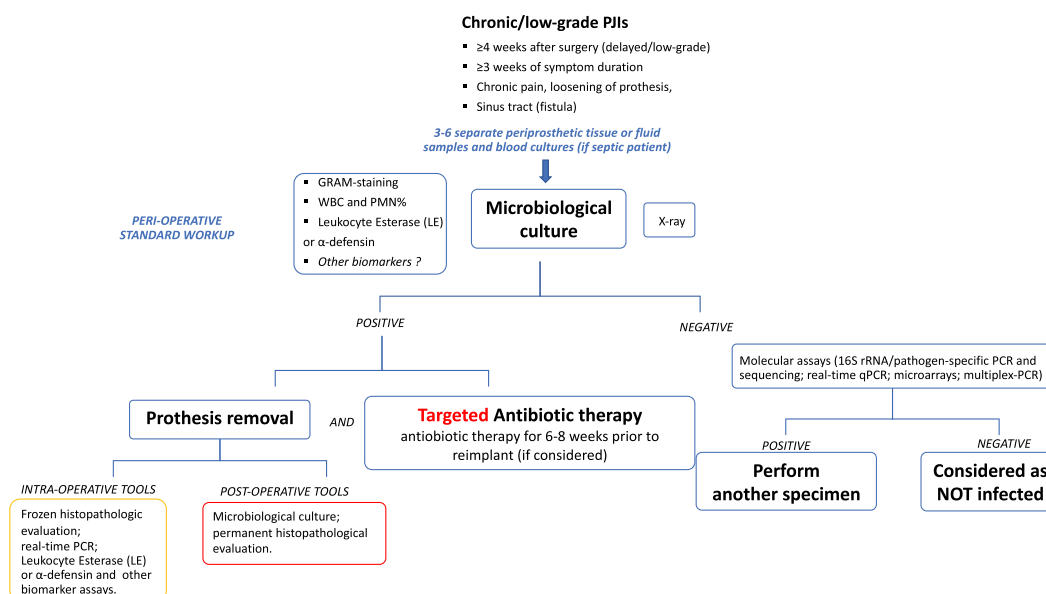 Chronic/low-grade PJIs
▪ ≥4 weeks after surgery (delayed/low-grade)
▪ ≥3 weeks of symptom duration
▪ Chronic pain, loosening of prothesis,
▪ Sinus tract (fistula)
3-6 separate periprosthetic tissue or fluid
samples and blood cultures (if septic patient)
PERI-OPERATIVE
STANDARD WORKUP
▪ GRAM-staining
▪ WBC and PMN%
▪ Leukocyte Esterase (LE)
or α-defensin
▪ Other biomarkers ?
Microbiological
culture
X-ray
POSITIVE
NEGATIVE
Molecular assays (16S rRNA/pathogen-specific PCR and
sequencing; real-time qPCR; microarrays; multiplex-PCR)
Prothesis removal
AND
Targeted Antibiotic therapy
antiobiotic therapy for 6-8 weeks prior to
reimplant (if considered)
POSITIVE
Perform
another specimen
NEGATIVE
Considered as
NOT infected
INTRA-OPERATIVE TOOLS
Frozen histopathologic
evaluation;
real-time PCR;
Leukocyte Esterase (LE)
or α-defensin and other
biomarker assays.
POST-OPERATIVE TOOLS
Microbiological culture;
permanent histopathological
evaluation.